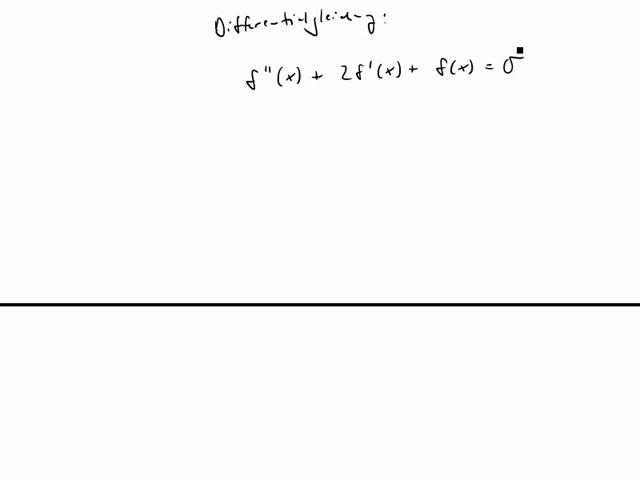 Differentialgleichung:
f''(x) + 2f'(x) + f(x) = 0